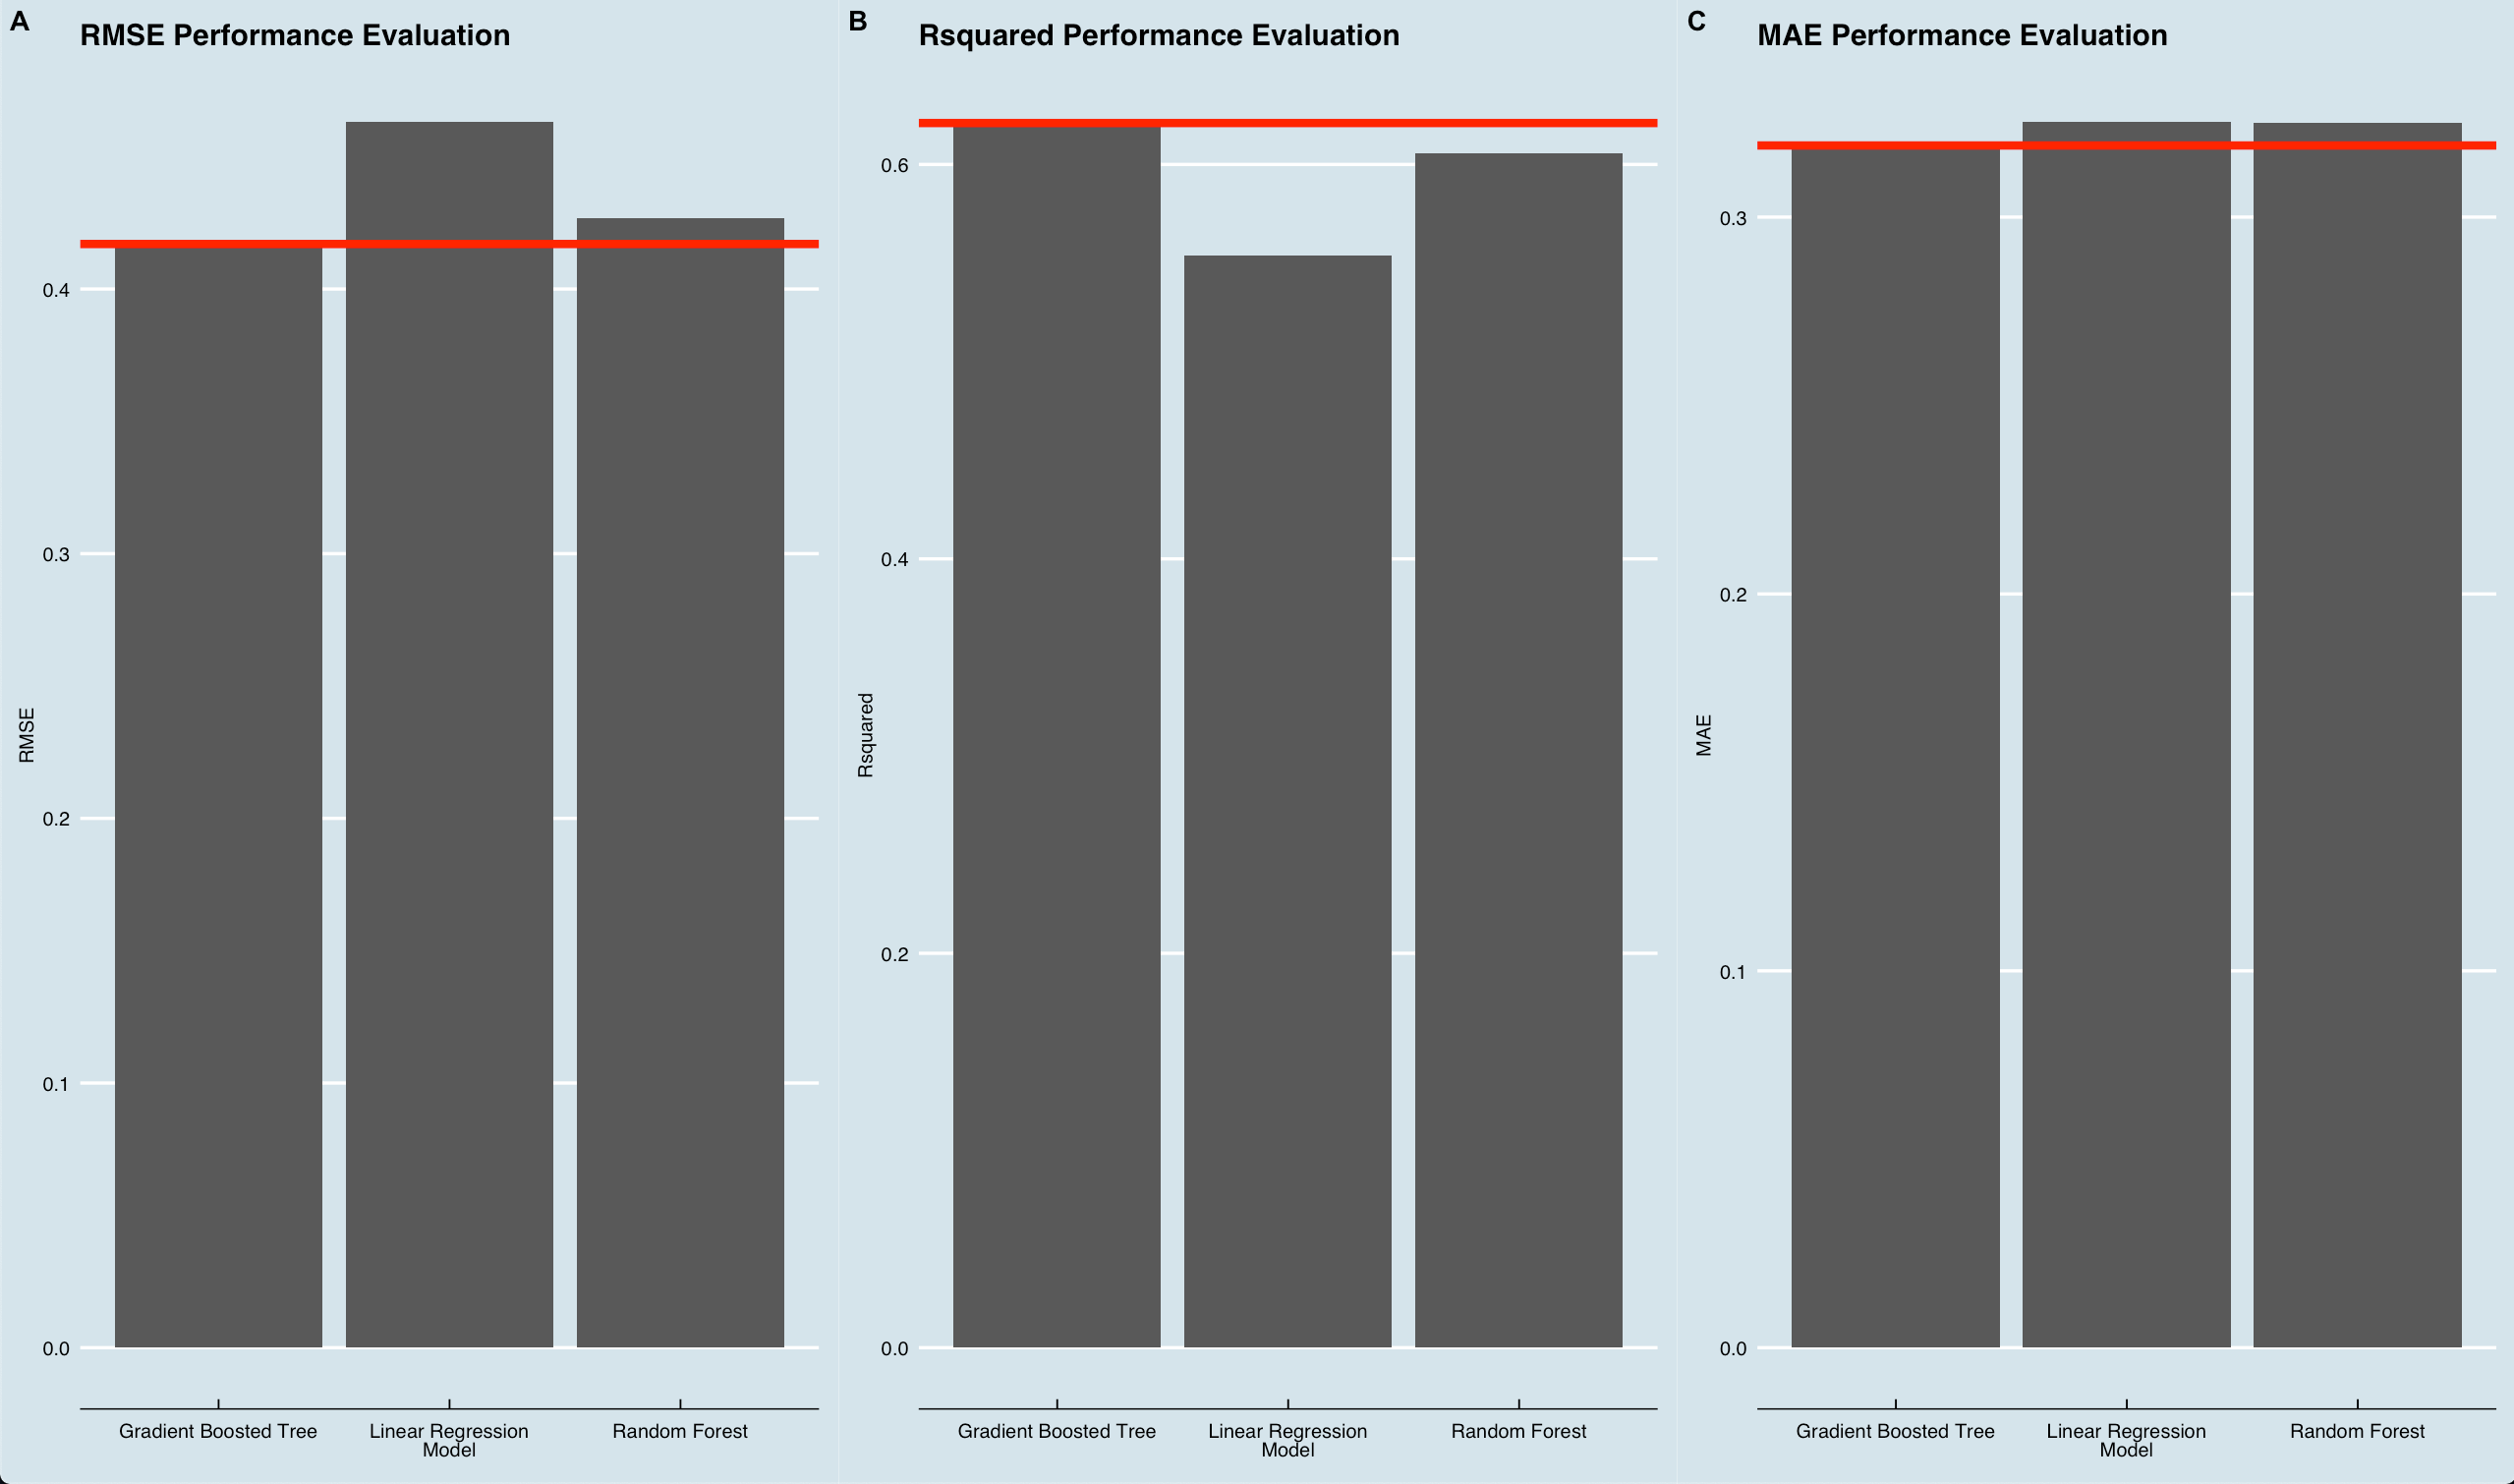 A
RMSE Performance Evaluation
RMSE
0.4
0.3
0.2
0.1
0.0
Gradient Boosted Tree
Linear Regression
Model
Random Forest
B
Rsquared Performance Evaluation
Rsquared
0.6
0.4
0.2
0.0
Gradient Boosted Tree
Linear Regression
Model
Random Forest
C
MAE Performance Evaluation
MAE
0.3
0.2
0.1
0.0
Gradient Boosted Tree
Linear Regression
Model
Random Forest